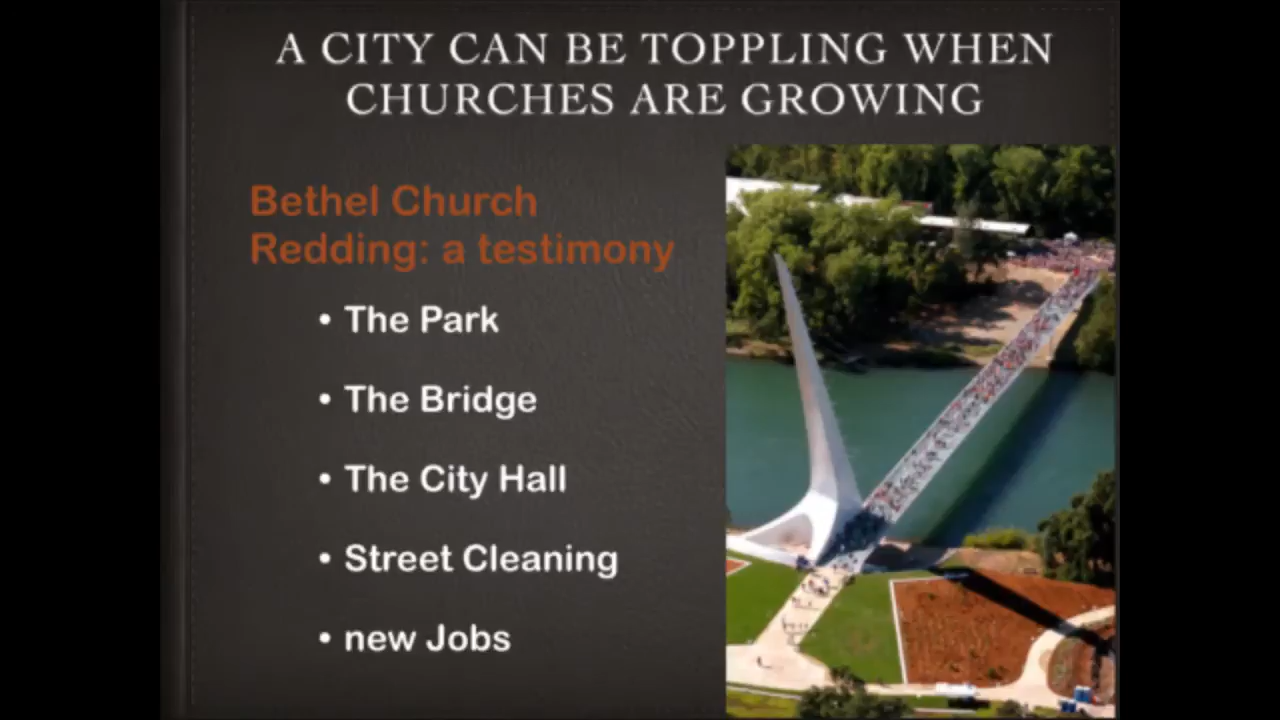 A CITY CAN BE TOPPLING WHEN
CHURCHES ARE GROWING
Bethel Church
Redding: a testimony
• The Park
• The Bridge
• The City Hall
• Street Cleaning
• new Jobs